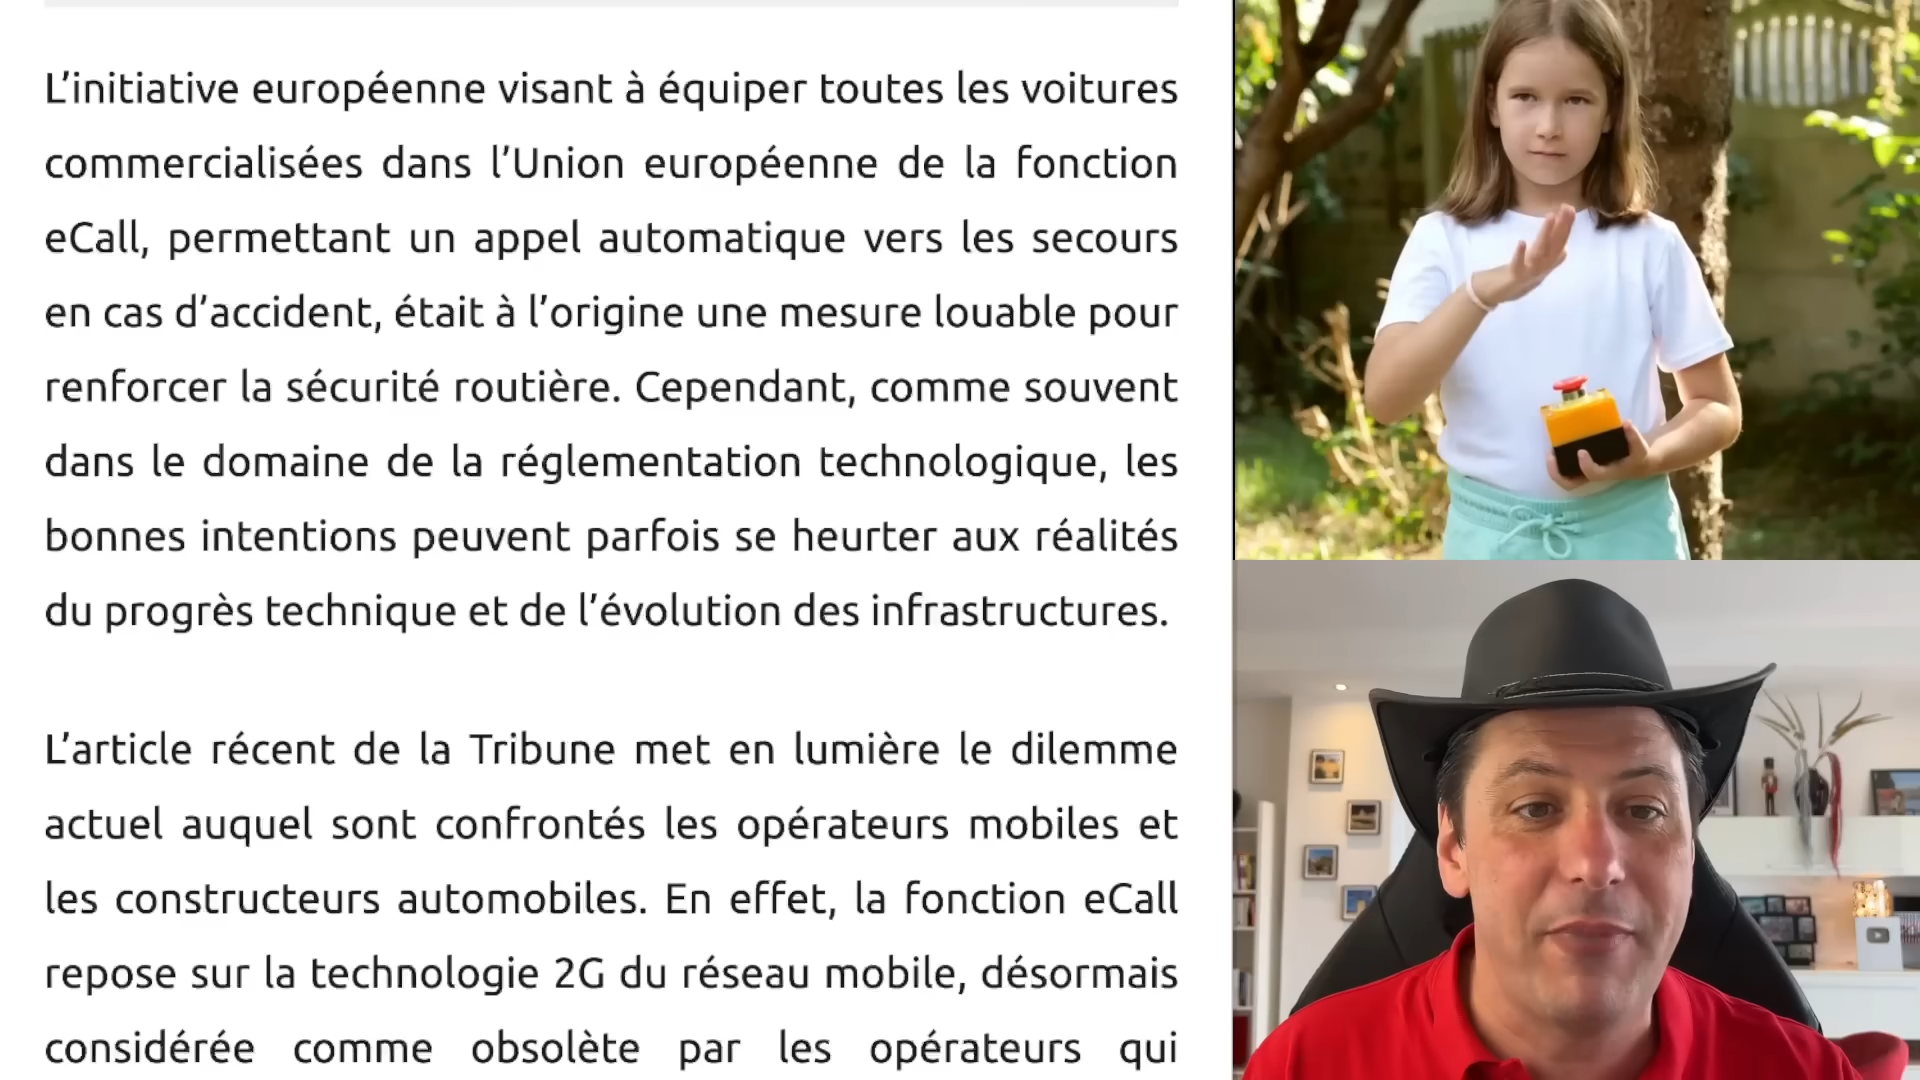 L’initiative européenne visant à équiper toutes les voitures
commercialisées dans l’Union européenne de la fonction
eCall, permettant un appel automatique vers les secours
en cas d’accident, était à l’origine une mesure louable pour
renforcer la sécurité routière. Cependant, comme souvent
dans le domaine de la réglementation technologique, les
bonnes intentions peuvent parfois se heurter aux réalités
du progrès technique et de l’évolution des infrastructures.
L’article récent de la Tribune met en lumière le dilemme
actuel auquel sont confrontés les opérateurs mobiles et
les constructeurs automobiles. En effet, la fonction eCall
repose sur la technologie 2G du réseau mobile, désormais
considérée comme obsolète par les opérateurs qui